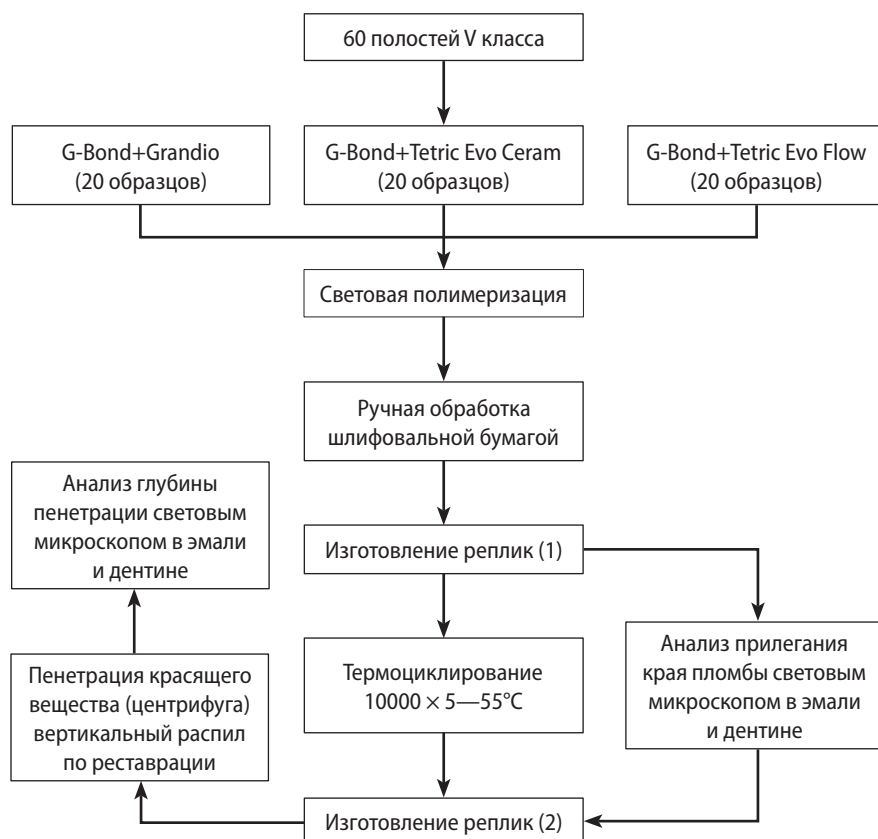 60 полостей V класса
G-Bond+Grandio
(20 образцов)
G-Bond+Tetric Evo Ceram
(20 образцов)
G-Bond+Tetric Evo Flow
(20 образцов)
Световая полимеризация
Ручная обработка
шлифовальной бумагой
Изготовление реплик (1)
Анализ глубины
пенетрации световым
микроскопом в эмали
и дентине
Термоциклирование
10000 × 5—55°C
Анализ прилегания
края пломбы световым
микроскопом в эмали
и дентине
Пенетрация красящего
вещества (центрифуга)
вертикальный распил
по реставрации
Изготовление реплик (2)